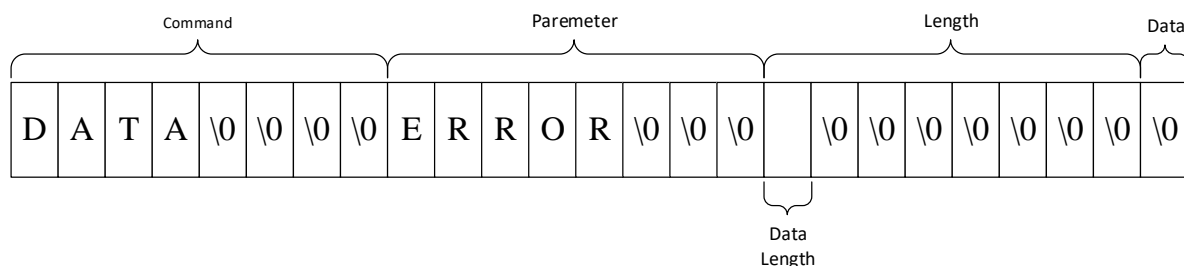 Command Paremeter Length Data
D A T A \0 \0 \0 \0 E R R O R \0 \0 \0 \0 \0 \0 \0 \0 \0 \0 \0
Data
Length